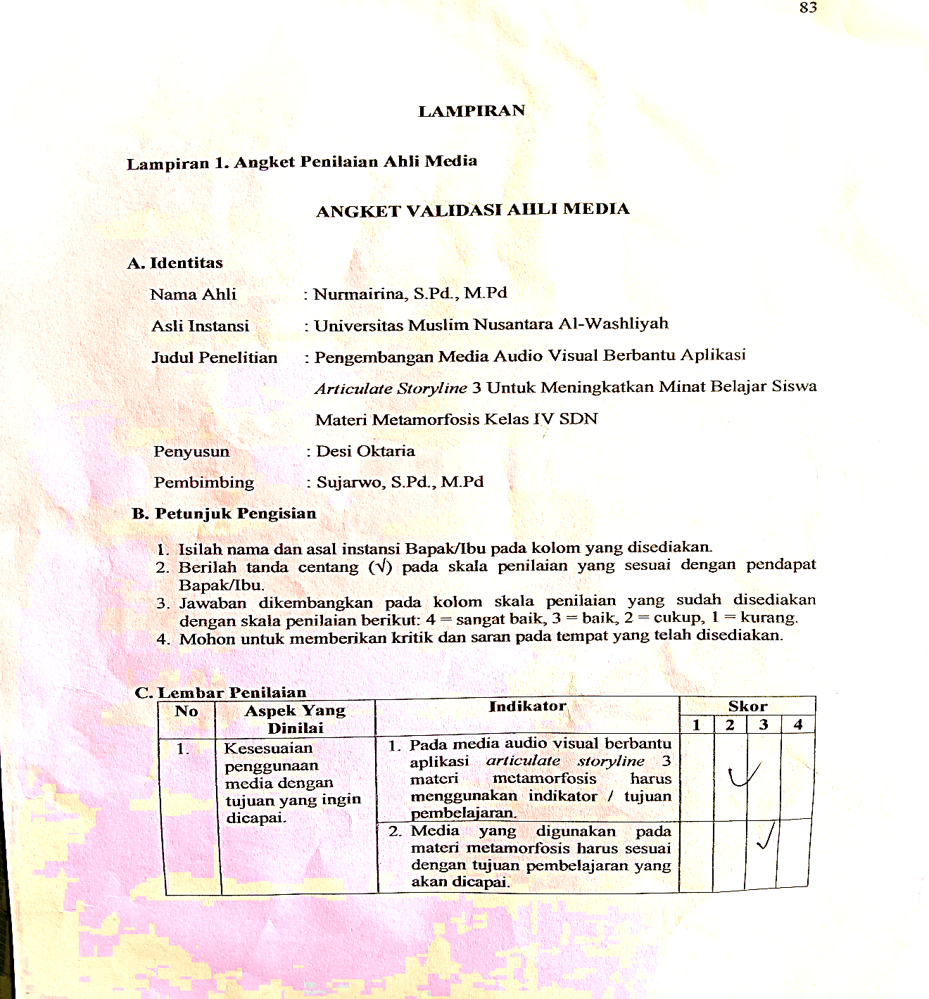 83
LAMPIRAN
Lampiran 1. Angket Penilaian Ahli Media
ANGKET VALIDASI AHLI MEDIA
A. Identitas
Nama Ahli : Nurmairina, S.Pd., M.Pd
Asli Instansi : Universitas Muslim Nusantara Al-Washliyah
Judul Penelitian : Pengembangan Media Audio Visual Berbantu Aplikasi
Articulate Storyline 3 Untuk Meningkatkan Minat Belajar Siswa
Materi Metamorfosis Kelas IV SDN
Penyusun : Desi Oktaria
Pembimbing : Sujarwo, S.Pd., M.Pd
B. Petunjuk Pengisian
1. Isilah nama dan asal instansi Bapak/Ibu pada kolom yang disediakan.
2. Berilah tanda centang (√) pada skala penilaian yang sesuai dengan pendapat
Bapak/Ibu.
3. Jawaban dikembangkan pada kolom skala penilaian yang sudah disediakan
dengan skala penilaian berikut: 4 = sangat baik, 3 = baik, 2 = cukup, 1 = kurang.
4. Mohon untuk memberikan kritik dan saran pada tempat yang telah disediakan.
C. Lembar Penilaian
No Aspek Yang Indikator Skor
Dinilai 1 2 3 4
1. Kesesuaian 1. Pada media audio visual berbantu
penggunaan aplikasi articulate storyline 3
media dengan materi metamorfosis harus
tujuan yang ingin menggunakan indikator / tujuan
dicapai. pembelajaran.
2. Media yang digunakan pada
materi metamorfosis harus sesuai
dengan tujuan pembelajaran yang
akan dicapai.